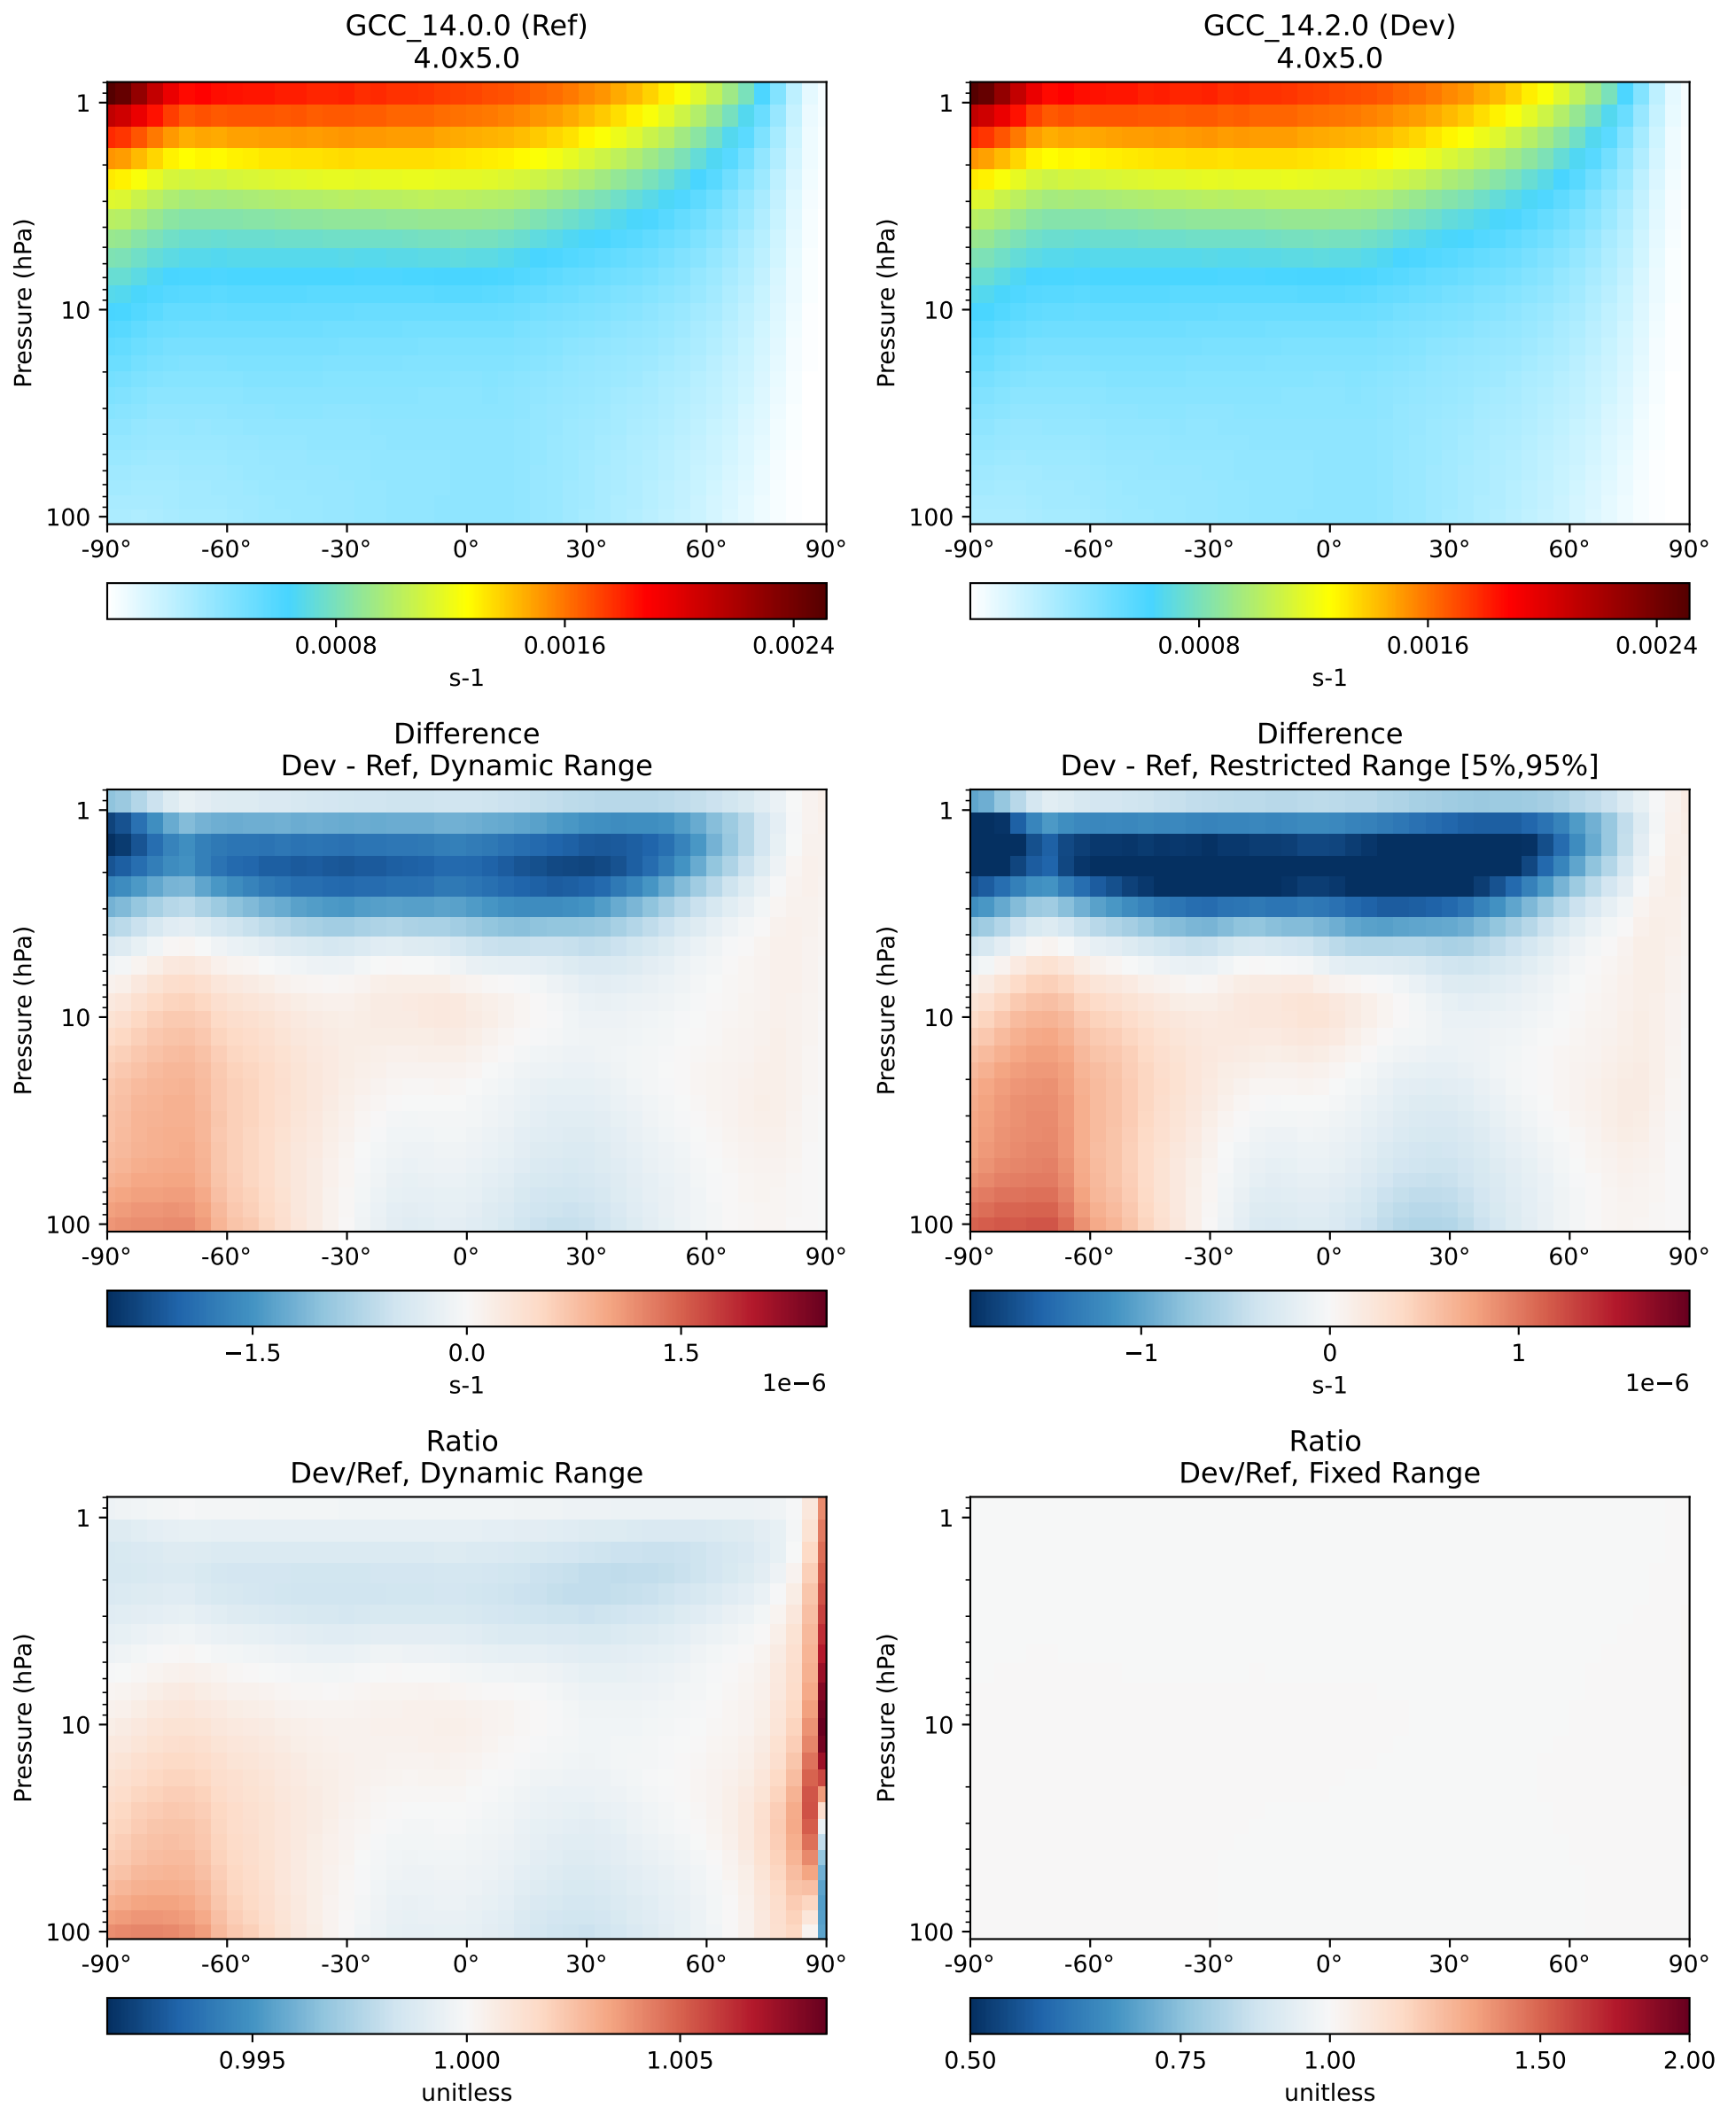 GCC_14.0.0 (Ref)
4.0x5.0
GCC_14.2.0 (Dev)
4.0x5.0
Pressure (hPa)
1
10
100
-90° -60° -30° 0° 30° 60° 90°
0.0008 0.0016 0.0024
s-1
Pressure (hPa)
1
10
100
-90° -60° -30° 0° 30° 60° 90°
0.0008 0.0016 0.0024
s-1
Difference
Dev - Ref, Dynamic Range
Pressure (hPa)
1
10
100
-90° -60° -30° 0° 30° 60° 90°
−1.5 0.0 1.5
s-1
1e−6
Difference
Dev - Ref, Restricted Range [5%,95%]
Pressure (hPa)
1
10
100
-90° -60° -30° 0° 30° 60° 90°
−1 0 1
s-1
1e−6
Ratio
Dev/Ref, Dynamic Range
Pressure (hPa)
1
10
100
-90° -60° -30° 0° 30° 60° 90°
0.995 1.000 1.005
unitless
Ratio
Dev/Ref, Fixed Range
Pressure (hPa)
1
10
100
-90° -60° -30° 0° 30° 60° 90°
0.50 0.75 1.00 1.50 2.00
unitless